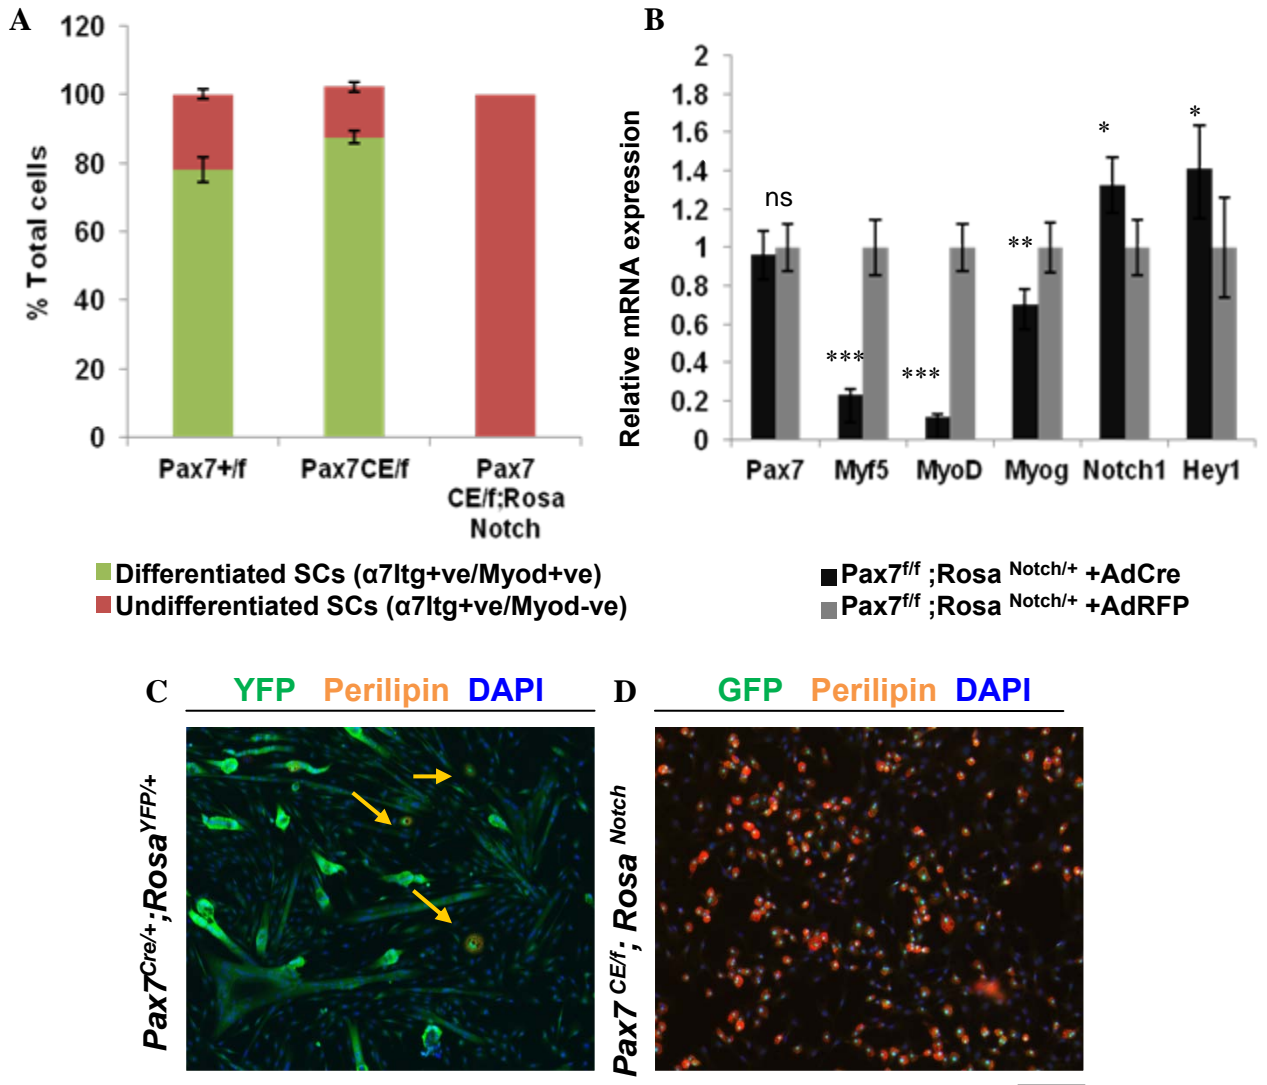 A
120
100
80
60
40
20
0
% Total cells
Pax7+/f
Pax7CE/f
Pax7
CE/f;Rosa
Notch
Differentiated SCs (α7Itg+ve/Myod+ve)
Undifferentiated SCs (α7Itg+ve/Myod-ve)
B
2
1.8
1.6
1.4
1.2
1
0.8
0.6
0.4
0.2
0
Relative mRNA expression
ns
***
***
**
*
*
Pax7 Myf5 MyoD Myog Notch1 Hey1
Pax7f/f ;Rosa Notch/+ +AdCre
Pax7f/f ;Rosa Notch/+ +AdRFP
C YFP Perilipin DAPI
Pax7Cre/+;RosaYFP/+
D GFP Perilipin DAPI
Pax7 CE/f; Rosa Notch